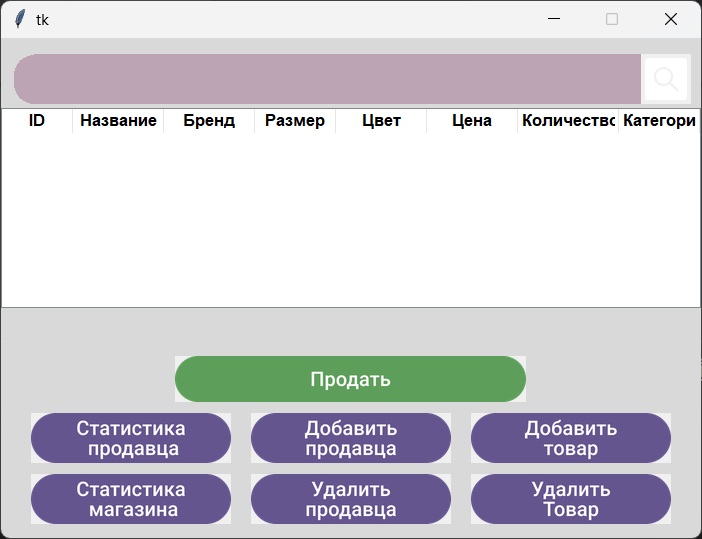 tk
ID Название Бренд Размер Цвет Цена Количество Категори
Продать
Статистика продавца
Добавить продавца
Добавить товар
Статистика магазина
Удалить продавца
Удалить Товар